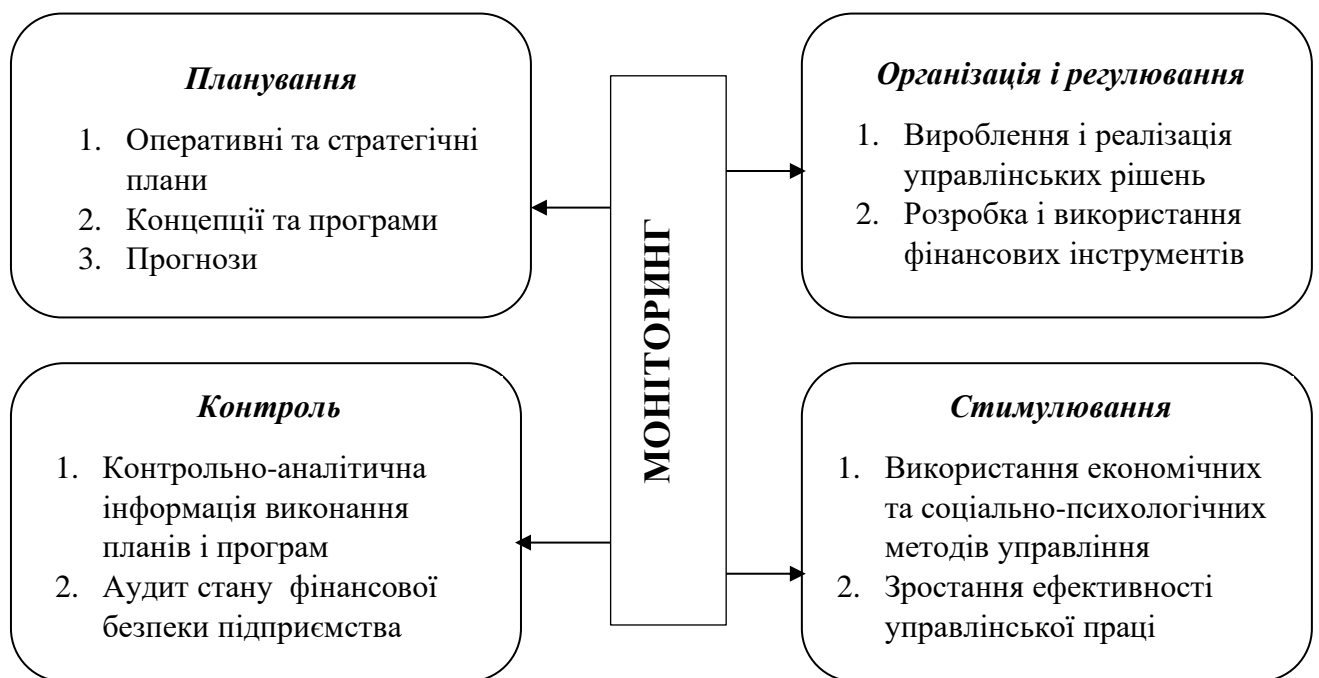 Планування
1. Оперативні та стратегічні
плани
2. Концепції та програми
3. Прогнози
МОНІТОРИНГ
Організація і регулювання
1. Вироблення і реалізація
управлінських рішень
2. Розробка і використання
фінансових інструментів
Контроль
1. Контрольно-аналітична
інформація виконання
планів і програм
2. Аудит стану фінансової
безпеки підприємства
Стимулювання
1. Використання економічних
та соціально-психологічних
методів управління
2. Зростання ефективності
управлінської праці